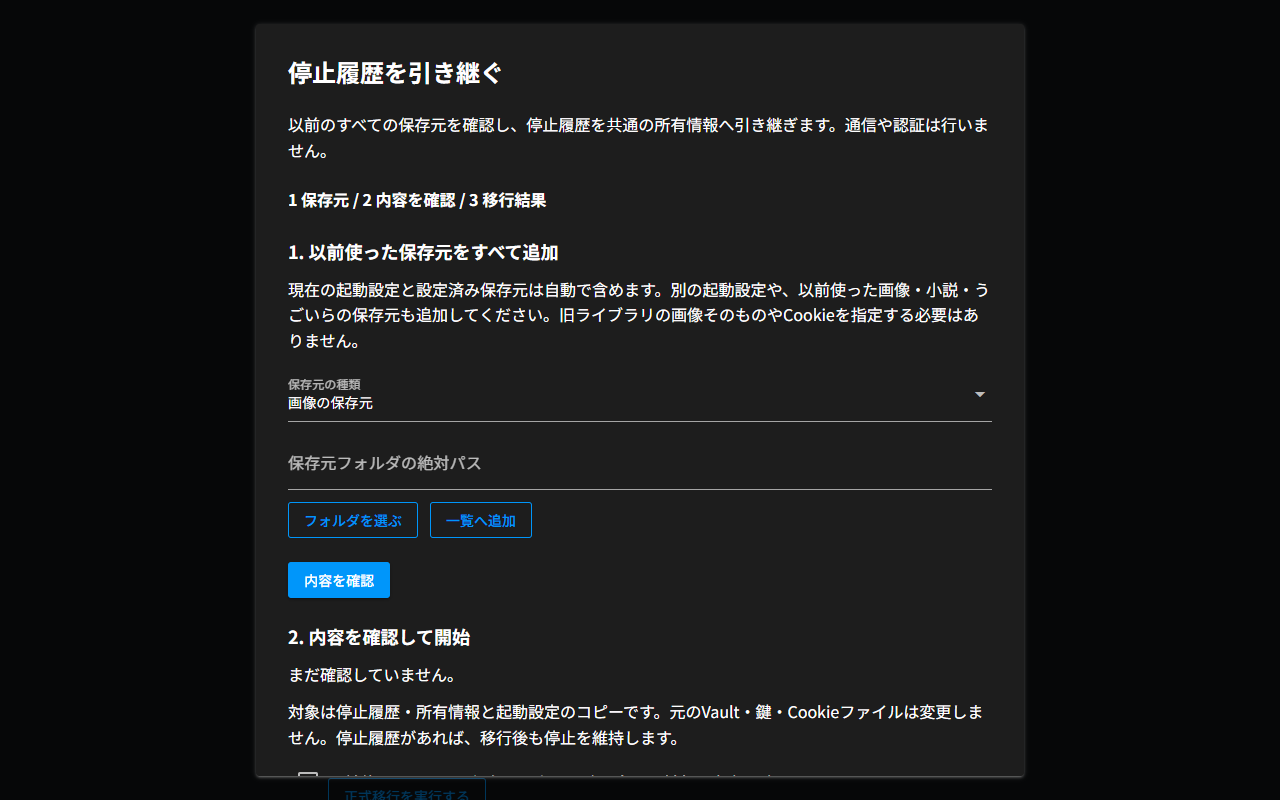 停止履歴を引き継ぐ
以前のすべての保存元を確認し、停止履歴を共通の所有情報へ引き継ぎます。通信や認証は行いま
せん。
1 保存元 / 2 内容を確認 / 3 移行結果
1. 以前使った保存元をすべて追加
現在の起動設定と設定済み保存元は自動で含めます。別の起動設定や、以前使った画像・小説・う
ごいらの保存元も追加してください。旧ライブラリの画像そのものやCookieを指定する必要はあ
りません。
保存元の種類
画像の保存元
保存元フォルダの絶対パス
フォルダを選ぶ
一覧へ追加
内容を確認
2. 内容を確認して開始
まだ確認していません。
対象は停止履歴・所有情報と起動設定のコピーです。元のVault・鍵・Cookieファイルは変更しま
せん。停止履歴があれば、移行後も停止を維持します。
正式移行を実行する